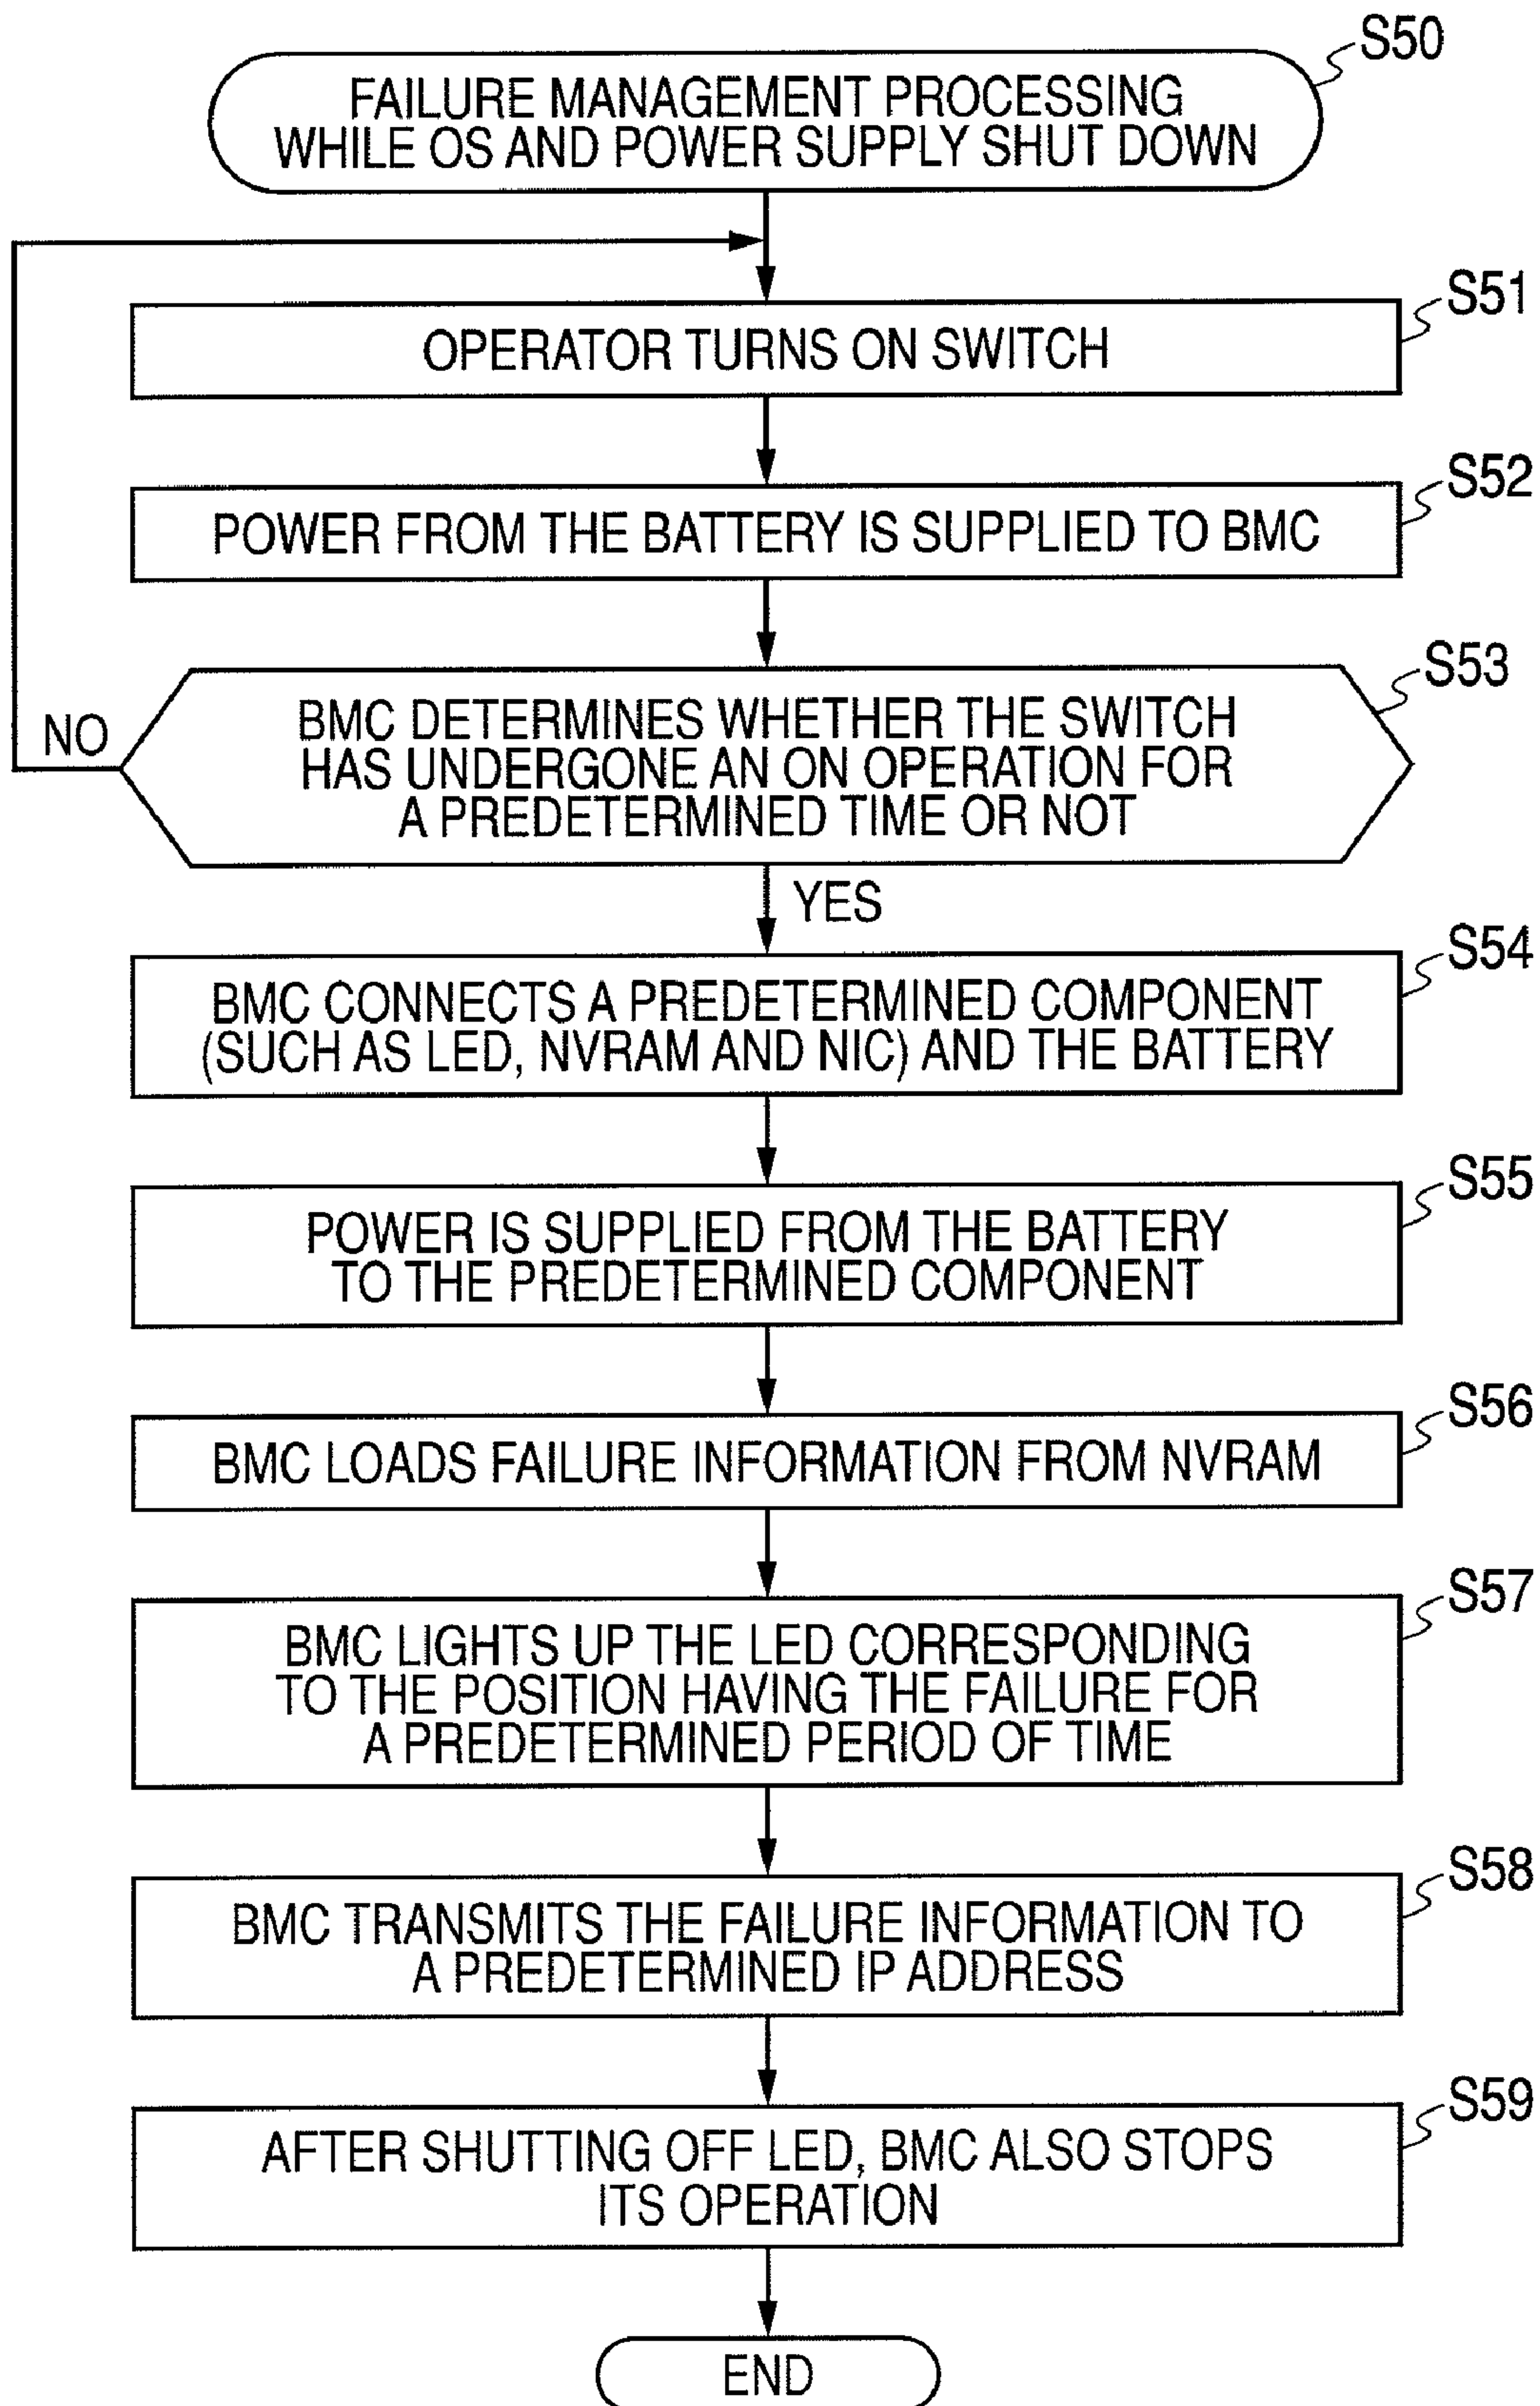 S50
FAILURE MANAGEMENT PROCESSING
WHILE OS AND POWER SUPPLY SHUT DOWN
S51
OPERATOR TURNS ON SWITCH
S52
POWER FROM THE BATTERY IS SUPPLIED TO BMC
S53
BMC DETERMINES WHETHER THE SWITCH
HAS UNDERGONE AN ON OPERATION FOR
A PREDETERMINED TIME OR NOT
NO
YES
S54
BMC CONNECTS A PREDETERMINED COMPONENT
(SUCH AS LED, NVRAM AND NIC) AND THE BATTERY
S55
POWER IS SUPPLIED FROM THE BATTERY
TO THE PREDETERMINED COMPONENT
S56
BMC LOADS FAILURE INFORMATION FROM NVRAM
S57
BMC LIGHTS UP THE LED CORRESPONDING
TO THE POSITION HAVING THE FAILURE FOR
A PREDETERMINED PERIOD OF TIME
S58
BMC TRANSMITS THE FAILURE INFORMATION TO
A PREDETERMINED IP ADDRESS
S59
AFTER SHUTTING OFF LED, BMC ALSO STOPS
ITS OPERATION
END